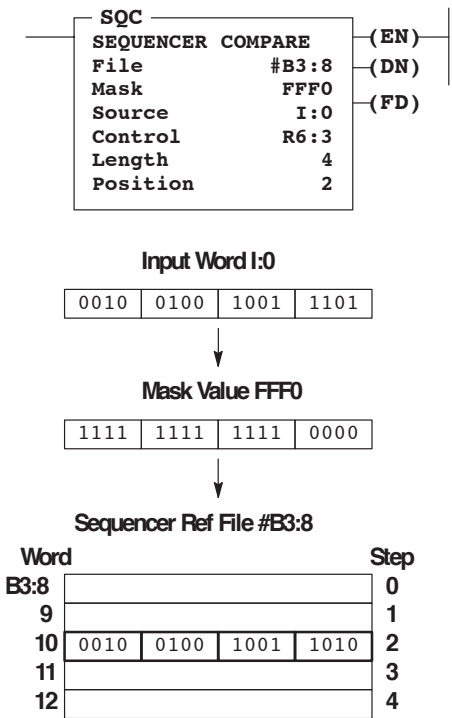 SQC
SEQUENCER COMPARE (EN)
File #B3:8 (DN)
Mask FFF0
Source I:0 (FD)
Control R6:3
Length 4
Position 2
Input Word I:0
0010 0100 1001 1101
Mask Value FFF0
1111 1111 1111 0000
Sequencer Ref File #B3:8
Word Step
B3:8 0
9 1
10 0010 0100 1001 1010 2
11 3
12 4